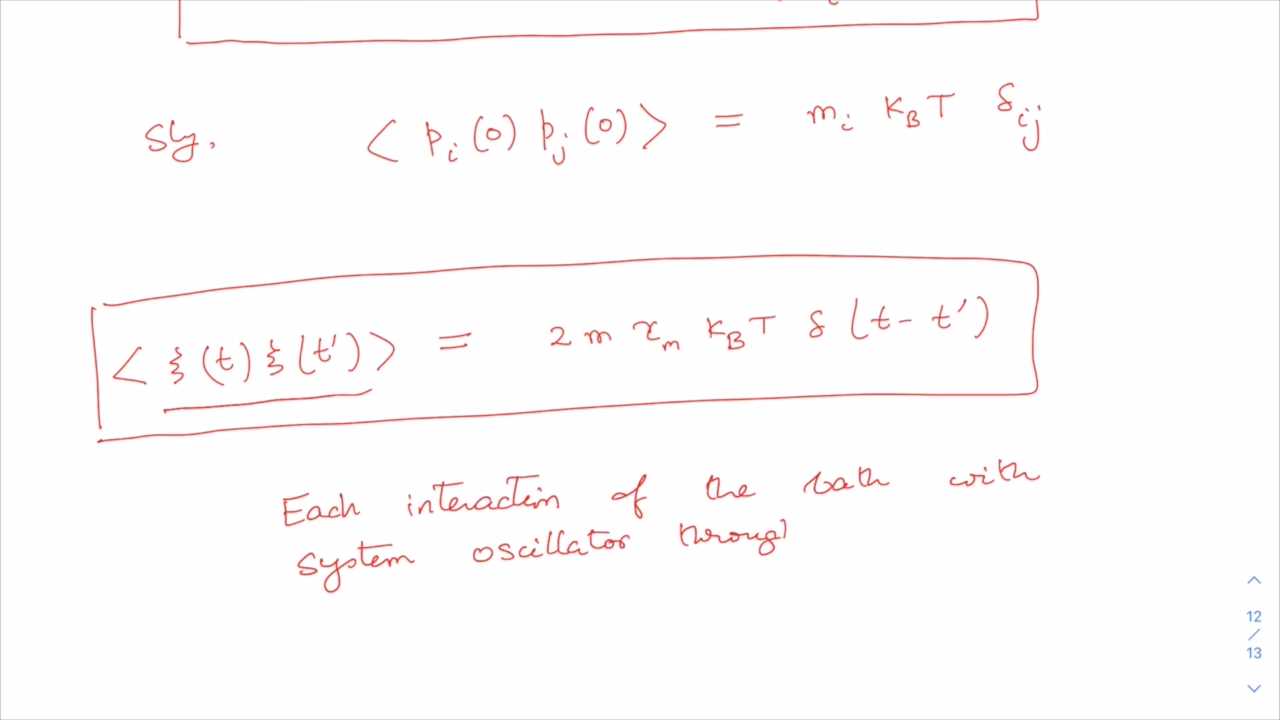 Sly. < p_i (0) p_j (0) > = m_i K_B T δ_ij
< ξ (t) ξ (t') > = 2 m γ_m K_B T δ (t - t')
Each interaction of the bath with
system oscillator through
12
/
13